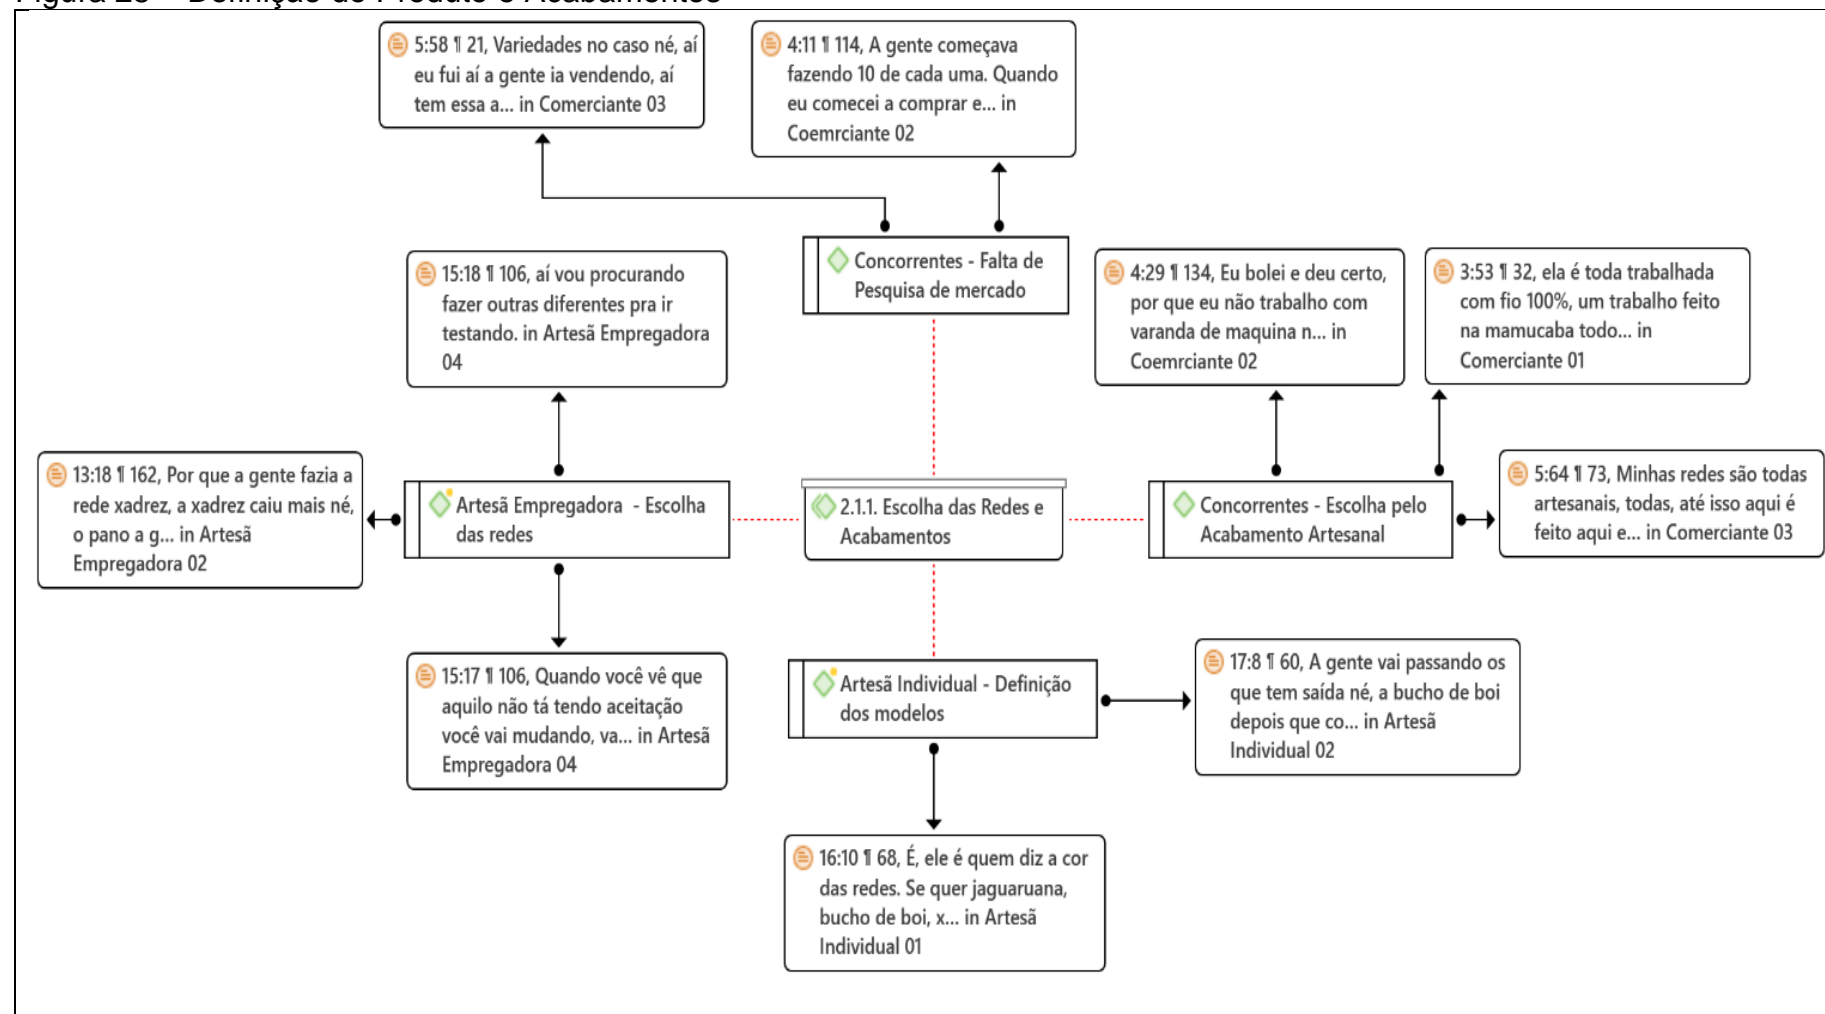 5:58 ¶ 21, Variedades no caso né, aí
eu fui aí a gente ia vendendo, aí
tem essa a... in Comerciante 03
4:11 ¶ 114, A gente começava
fazendo 10 de cada uma. Quando
eu comecei a comprar e... in
Coemrciante 02
Concorrentes - Falta de
Pesquisa de mercado
15:18 ¶ 106, aí vou procurando
fazer outras diferentes pra ir
testando. in Artesã Empregadora
04
4:29 ¶ 134, Eu bolei e deu certo,
por que eu não trabalho com
varanda de maquina n... in
Coemrciante 02
3:53 ¶ 32, ela é toda trabalhada
com fio 100%, um trabalho feito
na mamucaba todo... in
Comerciante 01
13:18 ¶ 162, Por que a gente fazia a
rede xadrez, a xadrez caiu mais né,
o pano a g... in Artesã
Empregadora 02
Artesã Empregadora - Escolha
das redes
2.1.1. Escolha das Redes e
Acabamentos
Concorrentes - Escolha pelo
Acabamento Artesanal
5:64 ¶ 73, Minhas redes são todas
artesanais, todas, até isso aqui é
feito aqui e... in Comerciante 03
15:17 ¶ 106, Quando você vê que
aquilo não tá tendo aceitação
você vai mudando, va... in Artesã
Empregadora 04
Artesã Individual - Definição
dos modelos
17:8 ¶ 60, A gente vai passando os
que tem saída né, a bucho de boi
depois que co... in Artesã
Individual 02
16:10 ¶ 68, É, ele é quem diz a cor
das redes. Se quer jaguaruana,
bucho de boi, x... in Artesã
Individual 01